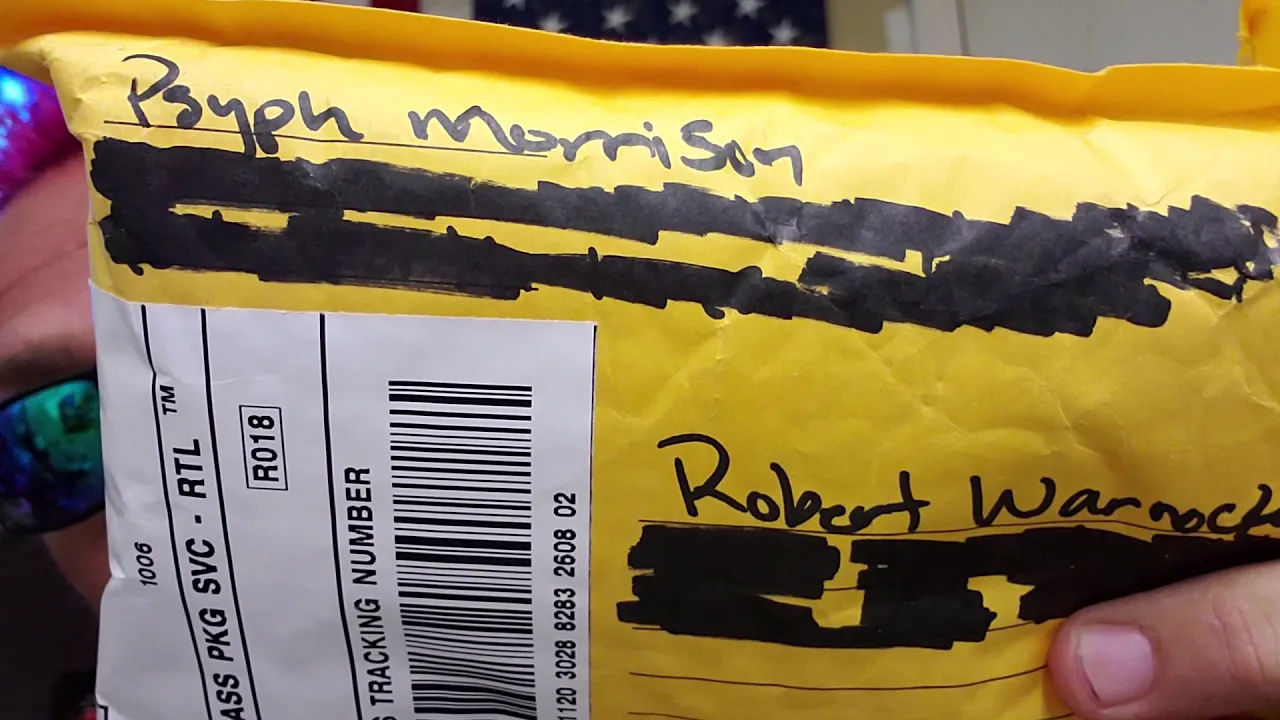 Psyph Morrison
Robert Warnock
1006
ASS PKG SVC - RTL ™
R018
S TRACKING NUMBER
1120 3028 8283 2608 02